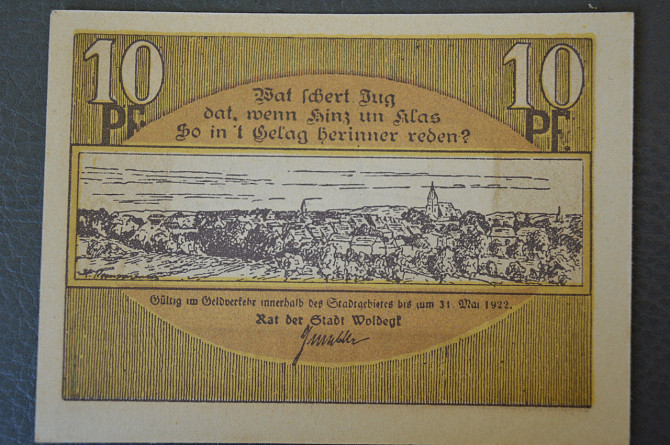 10 PF.
10 PF.
Wat schert Jug
dat, wenn Hinz un Klas
So in 't Gelag herinner reden?
Gültig im Geldverkehr innerhalb des Stadtgebietes bis zum 31. Mai 1922.
Rat der Stadt Woldegk